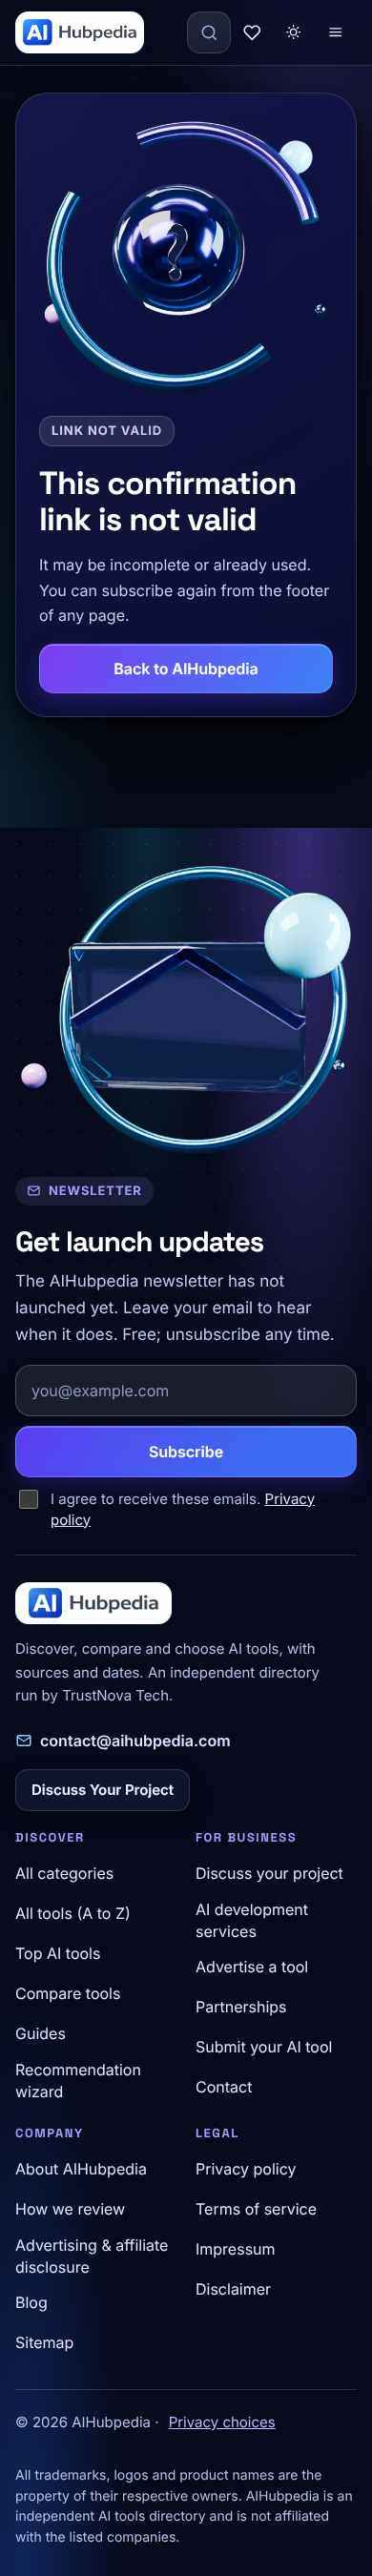 AI Hubpedia
?
LINK NOT VALID
This confirmation
link is not valid
It may be incomplete or already used.
You can subscribe again from the footer
of any page.
Back to AIHubpedia
NEWSLETTER
Get launch updates
The AIHubpedia newsletter has not
launched yet. Leave your email to hear
when it does. Free; unsubscribe any time.
you@example.com
Subscribe
I agree to receive these emails. Privacy
policy
AI Hubpedia
Discover, compare and choose AI tools, with
sources and dates. An independent directory
run by TrustNova Tech.
contact@aihubpedia.com
Discuss Your Project
DISCOVER
All categories
All tools (A to Z)
Top AI tools
Compare tools
Guides
Recommendation
wizard
FOR BUSINESS
Discuss your project
AI development
services
Advertise a tool
Partnerships
Submit your AI tool
Contact
COMPANY
About AIHubpedia
How we review
Advertising & affiliate
disclosure
Blog
Sitemap
LEGAL
Privacy policy
Terms of service
Impressum
Disclaimer
© 2026 AIHubpedia · Privacy choices
All trademarks, logos and product names are the
property of their respective owners. AIHubpedia is an
independent AI tools directory and is not affiliated
with the listed companies.